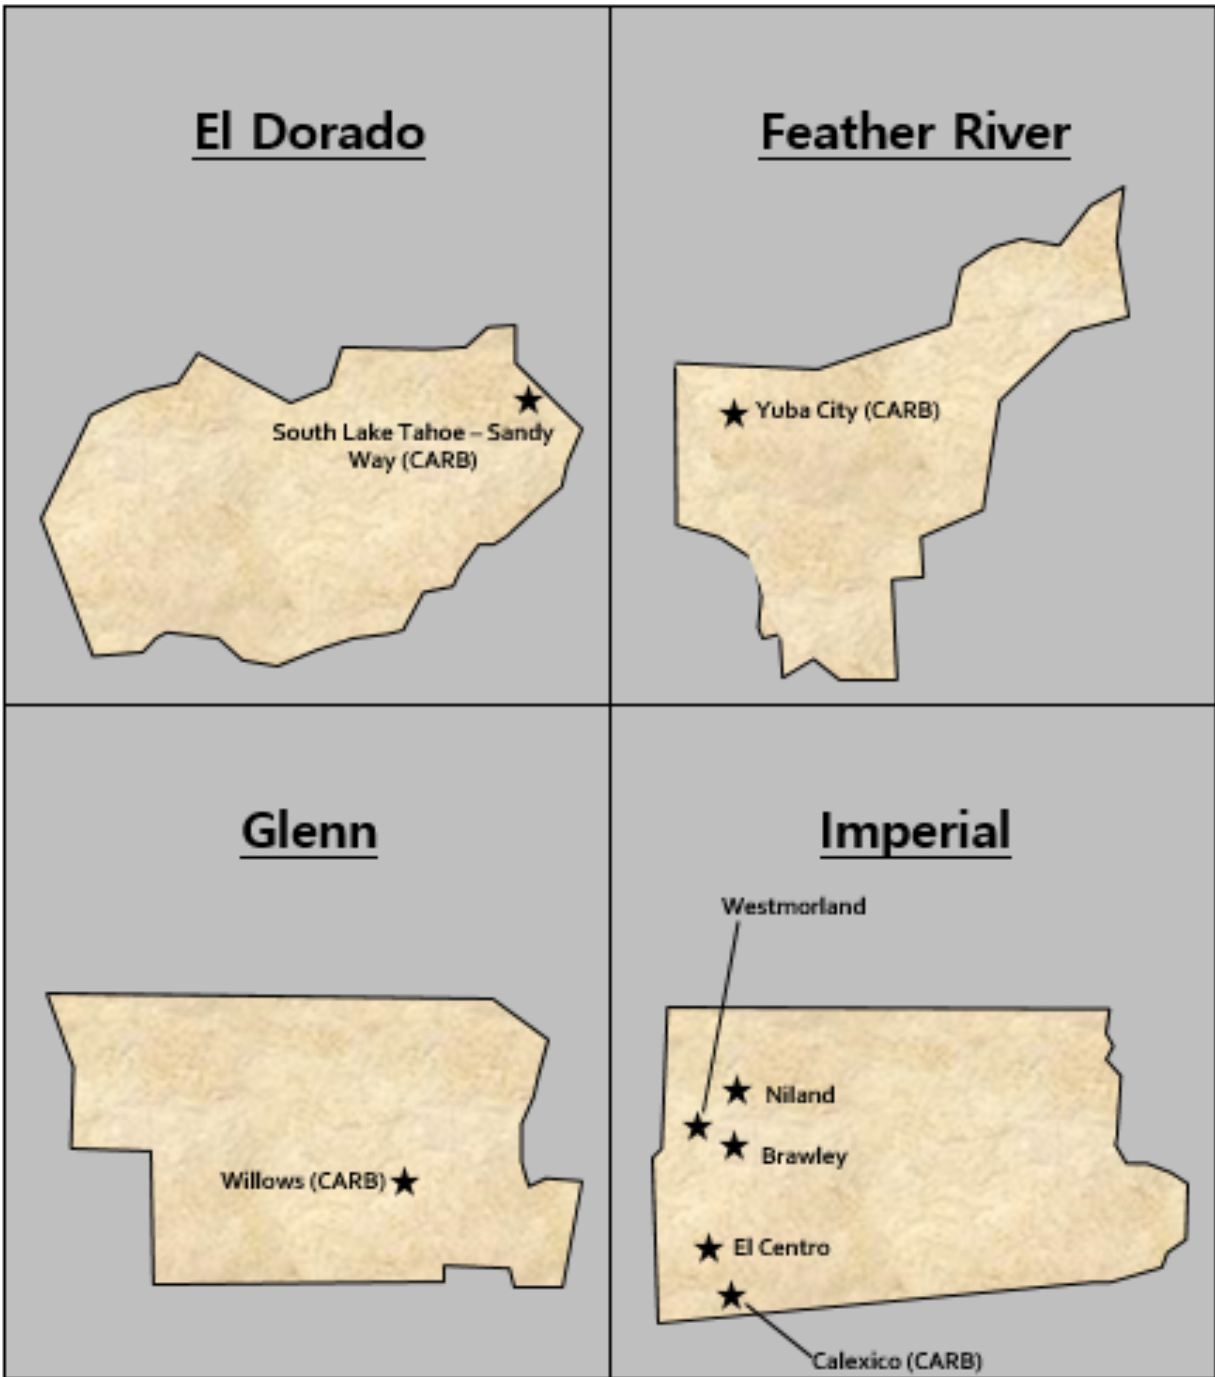 El Dorado
South Lake Tahoe – Sandy
Way (CARB)
Feather River
Yuba City (CARB)
Glenn
Willows (CARB)
Imperial
Westmorland
Niland
Brawley
El Centro
Calexico (CARB)